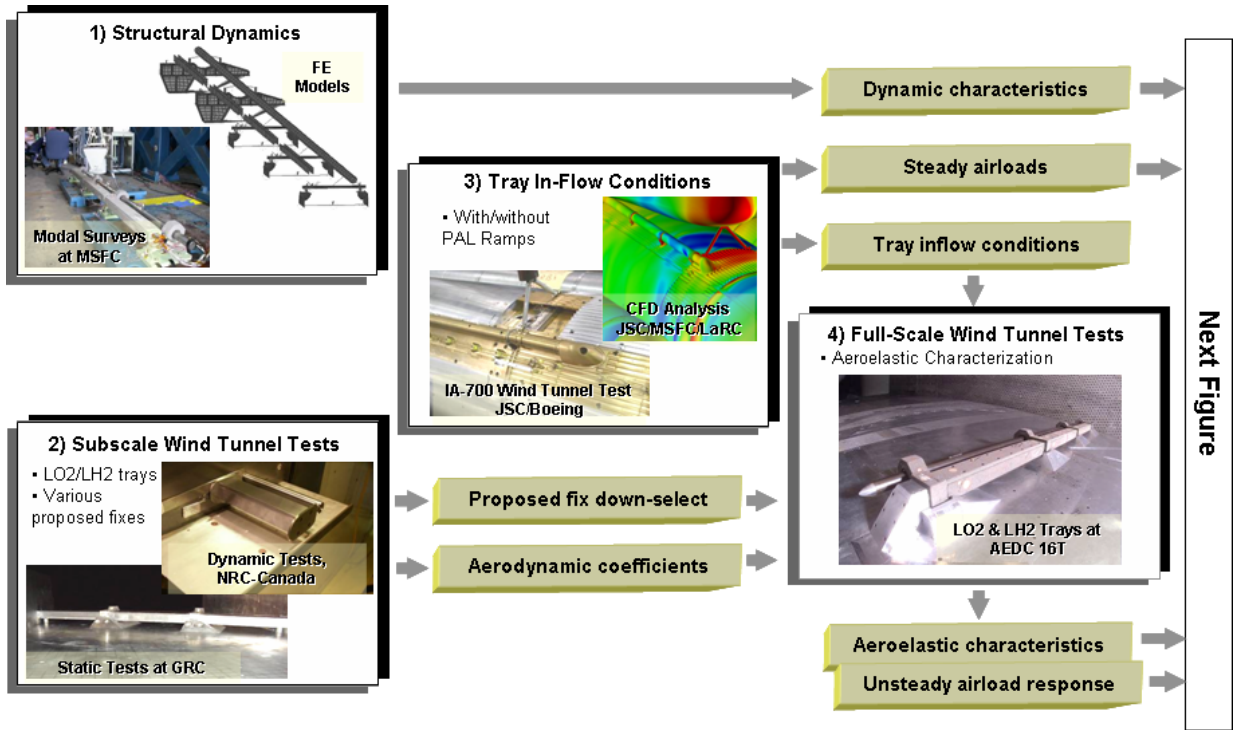 1) Structural Dynamics
FE
Models
Modal Surveys
at MSFC
Dynamic characteristics
Steady airloads
3) Tray In-Flow Conditions
▪ With/without
PAL Ramps
CFD Analysis
JSC/MSFC/LaRC
IA-700 Wind Tunnel Test
JSC/Boeing
Tray inflow conditions
2) Subscale Wind Tunnel Tests
▪ LO2/LH2 trays
▪ Various
proposed fixes
Dynamic Tests,
NRC-Canada
Static Tests at GRC
Proposed fix down-select
Aerodynamic coefficients
4) Full-Scale Wind Tunnel Tests
▪ Aeroelastic Characterization
LO2 & LH2 Trays at
AEDC 16T
Aeroelastic characteristics
Unsteady airload response
Next Figure